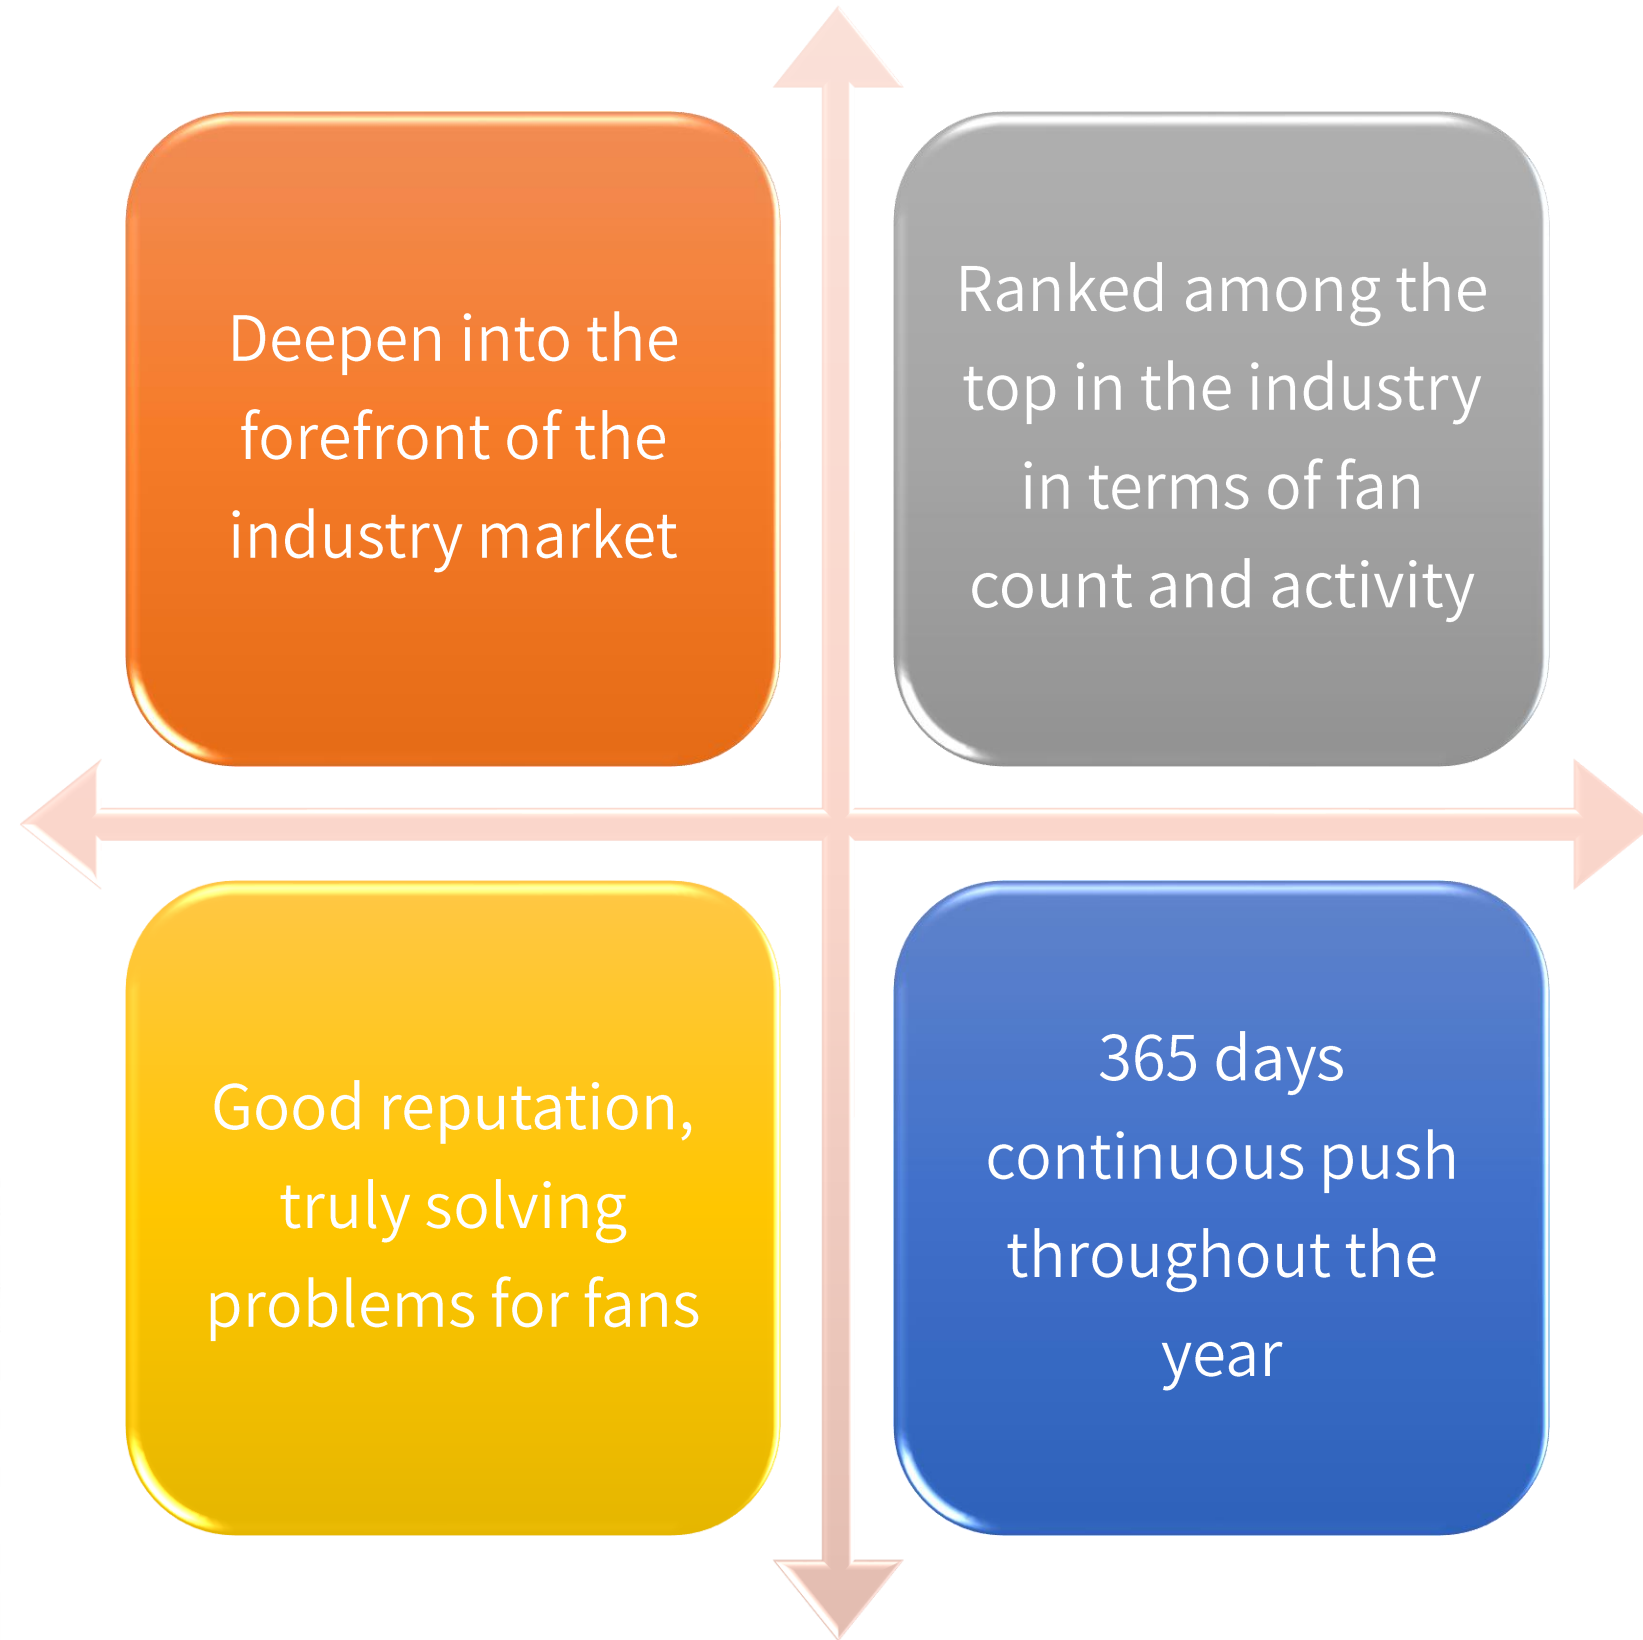 Deepen into the
forefront of the
industry market
Ranked among the
top in the industry
in terms of fan
count and activity
Good reputation,
truly solving
problems for fans
365 days
continuous push
throughout the
year